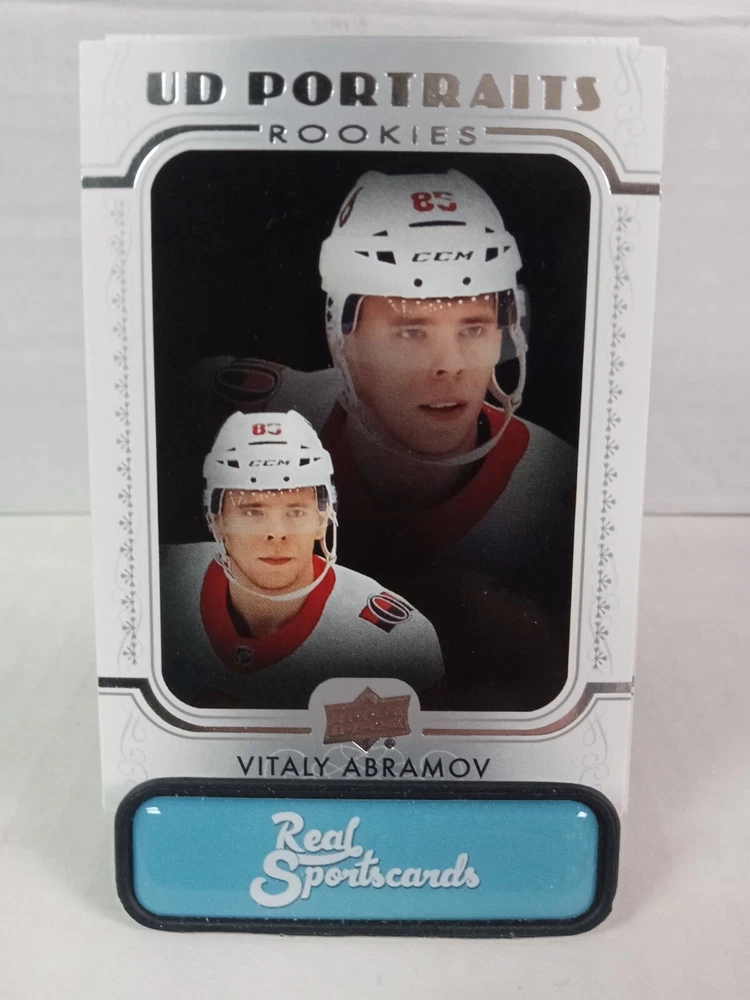 UD PORTRAITS
ROOKIES
85
CCM
85
CCM
VITALY ABRAMOV
Real
Sportscards